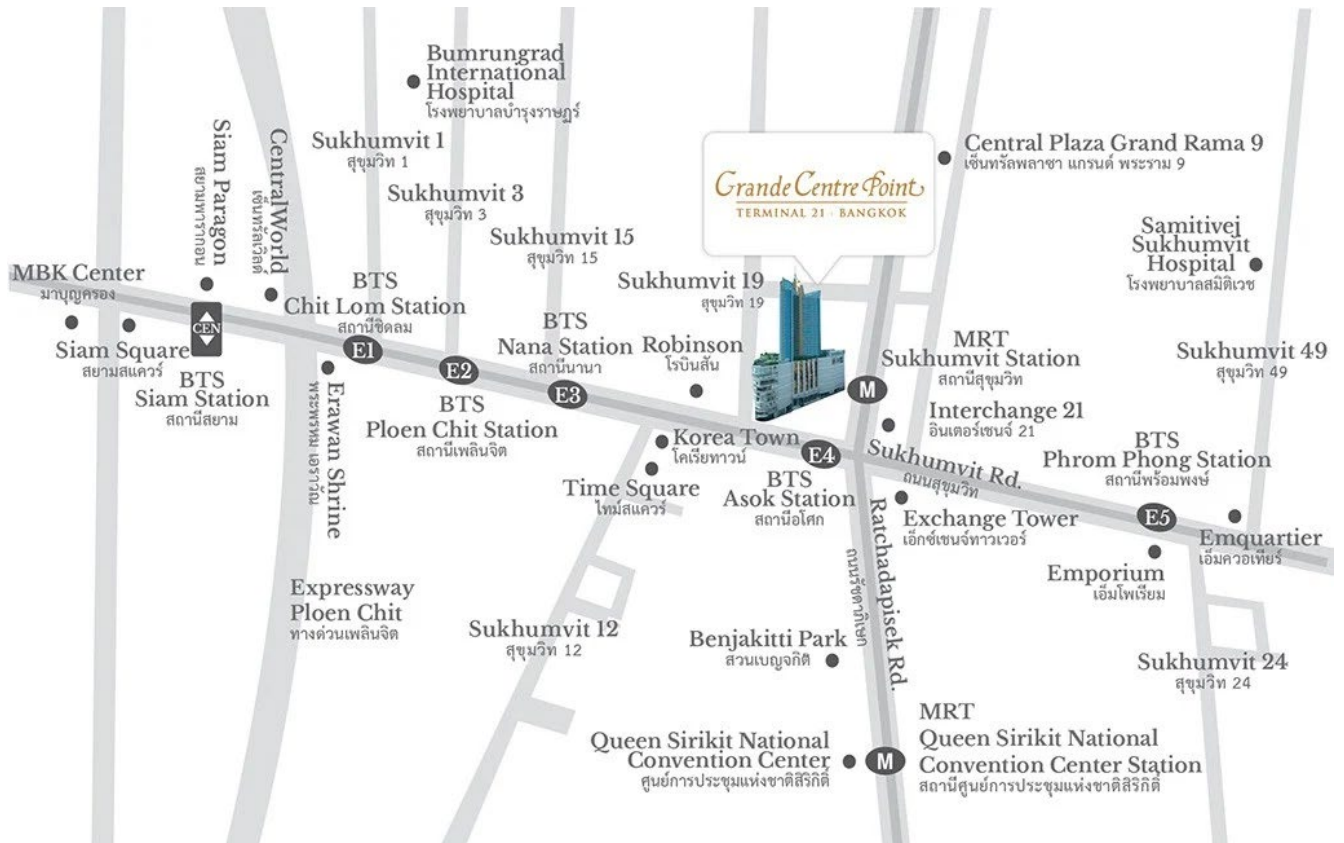 Bumrungrad
International
Hospital
โรงพยาบาลบำรุงราษฎร์
Siam Paragon
สยามพารากอน
CentralWorld
เซ็นทรัลเวิลด์
Sukhumvit 1
สุขุมวิท 1
Sukhumvit 3
สุขุมวิท 3
Sukhumvit 15
สุขุมวิท 15
Sukhumvit 19
สุขุมวิท 19
Grande Centre Point
TERMINAL 21 · BANGKOK
Central Plaza Grand Rama 9
เซ็นทรัลพลาซา แกรนด์ พระราม 9
Samitivej
Sukhumvit
Hospital
โรงพยาบาลสมิติเวช
MBK Center
มาบุญครอง
Siam Square
สยามสแควร์
CEN
BTS
Siam Station
สถานีสยาม
BTS
Chit Lom Station
สถานีชิดลม
E1
Erawan Shrine
พระพรหม เอราวัณ
E2
BTS
Ploen Chit Station
สถานีเพลินจิต
BTS
Nana Station
สถานีนานา
E3
Robinson
โรบินสัน
MRT
Sukhumvit Station
สถานีสุขุมวิท
M
Interchange 21
อินเตอร์เชนจ์ 21
Sukhumvit 49
สุขุมวิท 49
Korea Town
โคเรียทาวน์
Time Square
ไทม์สแควร์
E4
BTS
Asok Station
สถานีอโศก
Sukhumvit Rd.
ถนนสุขุมวิท
Exchange Tower
เอ็กซ์เชนจ์ทาวเวอร์
BTS
Phrom Phong Station
สถานีพร้อมพงษ์
E5
Emquartier
เอ็มควอเทียร์
Emporium
เอ็มโพเรียม
Ratchadapisek Rd.
ถนนรัชดาภิเษก
Expressway
Ploen Chit
ทางด่วนเพลินจิต
Sukhumvit 12
สุขุมวิท 12
Benjakitti Park
สวนเบญจกิติ
Sukhumvit 24
สุขุมวิท 24
Queen Sirikit National
Convention Center
ศูนย์การประชุมแห่งชาติสิริกิติ์
M
MRT
Queen Sirikit National
Convention Center Station
สถานีศูนย์การประชุมแห่งชาติสิริกิติ์